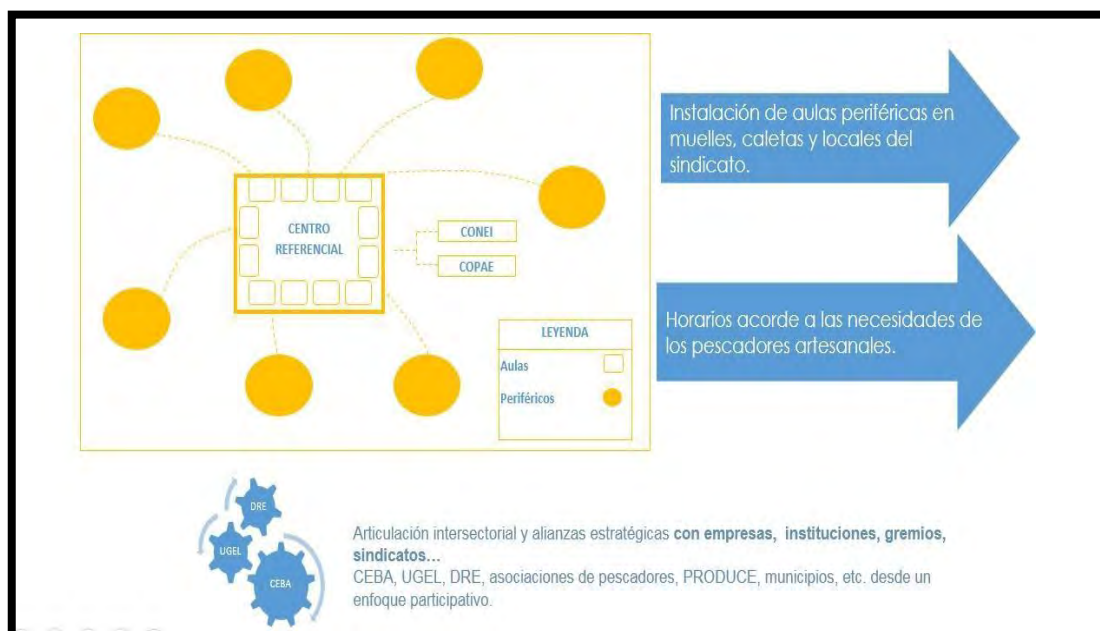 Instalación de aulas periféricas en
muelles, caletas y locales del
sindicato.
CENTRO
REFERENCIAL
CONEI
COPAE
Horarios acorde a las necesidades de
los pescadores artesanales.
LEYENDA
Aulas
Periféricos
DRE
UGEL
CEBA
Articulación intersectorial y alianzas estratégicas con empresas, instituciones, gremios,
sindicatos...
CEBA, UGEL, DRE, asociaciones de pescadores, PRODUCE, municipios, etc. desde un
enfoque participativo.